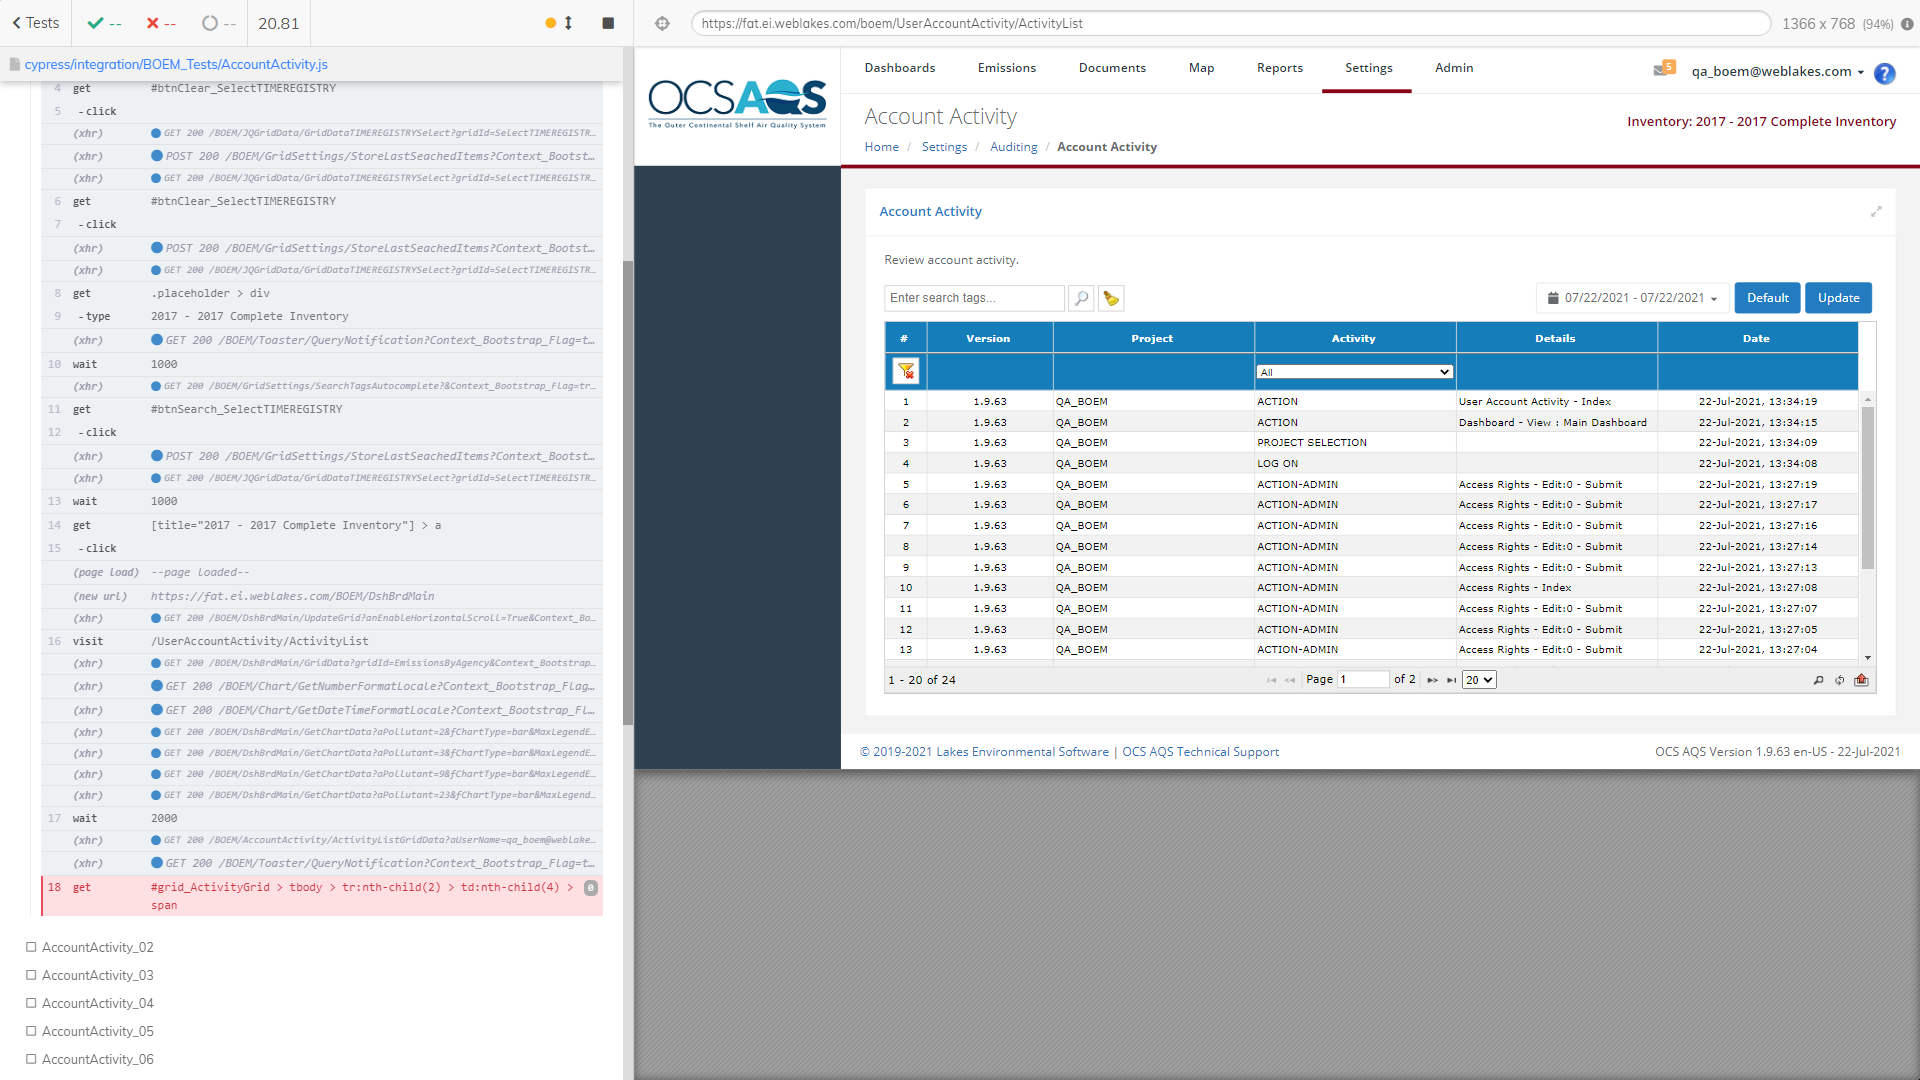 Tests
--
--
--
20.81
cypress/integration/BOEM_Tests/AccountActivity.js
4 get #btnClear_SelectTIMEREGISTRY
5 - click
(xhr) GET 200 /BOEM/JQGridData/GridDataTIMEREGISTRYSelect?gridId=SelectTIMEREGISTR…
(xhr) POST 200 /BOEM/GridSettings/StoreLastSeachedItems?Context_Bootst…
(xhr) GET 200 /BOEM/JQGridData/GridDataTIMEREGISTRYSelect?gridId=SelectTIMEREGISTR…
6 get #btnClear_SelectTIMEREGISTRY
7 - click
(xhr) POST 200 /BOEM/GridSettings/StoreLastSeachedItems?Context_Bootst…
(xhr) GET 200 /BOEM/JQGridData/GridDataTIMEREGISTRYSelect?gridId=SelectTIMEREGISTR…
8 get .placeholder > div
9 - type 2017 - 2017 Complete Inventory
(xhr) GET 200 /BOEM/Toaster/QueryNotification?Context_Bootstrap_Flag=t…
10 wait 1000
(xhr) GET 200 /BOEM/GridSettings/SearchTagsAutocomplete?&Context_Bootstrap_Flag=tr…
11 get #btnSearch_SelectTIMEREGISTRY
12 - click
(xhr) POST 200 /BOEM/GridSettings/StoreLastSeachedItems?Context_Bootst…
(xhr) GET 200 /BOEM/JQGridData/GridDataTIMEREGISTRYSelect?gridId=SelectTIMEREGISTR…
13 wait 1000
14 get [title="2017 - 2017 Complete Inventory"] > a
15 - click
(page load) --page loaded--
(new url) https://fat.ei.weblakes.com/BOEM/DshBrdMain
(xhr) GET 200 /BOEM/DshBrdMain/UpdateGrid?anEnableHorizontalScroll=True&Context_Bo…
16 visit /UserAccountActivity/ActivityList
(xhr) GET 200 /BOEM/DshBrdMain/GridData?gridId=EmissionsByAgency&Context_Bootstrap…
(xhr) GET 200 /BOEM/Chart/GetNumberFormatLocale?Context_Bootstrap_Flag…
(xhr) GET 200 /BOEM/Chart/GetDateTimeFormatLocale?Context_Bootstrap_Fl…
(xhr) GET 200 /BOEM/DshBrdMain/GetChartData?aPollutant=2&fChartType=bar&MaxLegendE…
(xhr) GET 200 /BOEM/DshBrdMain/GetChartData?aPollutant=3&fChartType=bar&MaxLegendE…
(xhr) GET 200 /BOEM/DshBrdMain/GetChartData?aPollutant=9&fChartType=bar&MaxLegendE…
(xhr) GET 200 /BOEM/DshBrdMain/GetChartData?aPollutant=23&fChartType=bar&MaxLegend…
17 wait 2000
(xhr) GET 200 /BOEM/AccountActivity/ActivityListGridData?aUserName=qa_boem@weblake…
(xhr) GET 200 /BOEM/Toaster/QueryNotification?Context_Bootstrap_Flag=t…
18 get #grid_ActivityGrid > tbody > tr:nth-child(2) > td:nth-child(4) > 0
span
AccountActivity_02
AccountActivity_03
AccountActivity_04
AccountActivity_05
AccountActivity_06
https://fat.ei.weblakes.com/boem/UserAccountActivity/ActivityList
1366 x 768 (94%)
OCSAQS
The Outer Continental Shelf Air Quality System
Dashboards Emissions Documents Map Reports Settings Admin
5 qa_boem@weblakes.com ?
Account Activity
Inventory: 2017 - 2017 Complete Inventory
Home / Settings / Auditing / Account Activity
Account Activity
Review account activity.
Enter search tags...
07/22/2021 - 07/22/2021 Default Update
# Version Project Activity Details Date
All
1 1.9.63 QA_BOEM ACTION User Account Activity - Index 22-Jul-2021, 13:34:19
2 1.9.63 QA_BOEM ACTION Dashboard - View : Main Dashboard 22-Jul-2021, 13:34:15
3 1.9.63 QA_BOEM PROJECT SELECTION 22-Jul-2021, 13:34:09
4 1.9.63 QA_BOEM LOG ON 22-Jul-2021, 13:34:08
5 1.9.63 QA_BOEM ACTION-ADMIN Access Rights - Edit:0 - Submit 22-Jul-2021, 13:27:19
6 1.9.63 QA_BOEM ACTION-ADMIN Access Rights - Edit:0 - Submit 22-Jul-2021, 13:27:17
7 1.9.63 QA_BOEM ACTION-ADMIN Access Rights - Edit:0 - Submit 22-Jul-2021, 13:27:16
8 1.9.63 QA_BOEM ACTION-ADMIN Access Rights - Edit:0 - Submit 22-Jul-2021, 13:27:14
9 1.9.63 QA_BOEM ACTION-ADMIN Access Rights - Edit:0 - Submit 22-Jul-2021, 13:27:13
10 1.9.63 QA_BOEM ACTION-ADMIN Access Rights - Index 22-Jul-2021, 13:27:08
11 1.9.63 QA_BOEM ACTION-ADMIN Access Rights - Edit:0 - Submit 22-Jul-2021, 13:27:07
12 1.9.63 QA_BOEM ACTION-ADMIN Access Rights - Edit:0 - Submit 22-Jul-2021, 13:27:05
13 1.9.63 QA_BOEM ACTION-ADMIN Access Rights - Edit:0 - Submit 22-Jul-2021, 13:27:04
1 - 20 of 24 Page 1 of 2 20
© 2019-2021 Lakes Environmental Software | OCS AQS Technical Support
OCS AQS Version 1.9.63 en-US - 22-Jul-2021